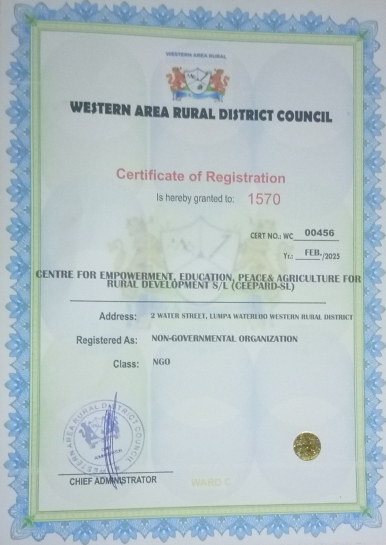 WESTERN AREA RURAL
WESTERN AREA RURAL DISTRICT COUNCIL
Certificate of Registration
Is hereby granted to: 1570
CERT NO.: WC 00456
Yr.: FEB. /2025
CENTRE FOR EMPOWERMENT, EDUCATION, PEACE& AGRICULTURE FOR
RURAL DEVELOPMENT S/L (CEEPARD-SL)
Address: 2 WATER STREET, LUMPA WATERLOO WESTERN RURAL DISTRICT
Registered As: NON-GOVERNMENTAL ORGANIZATION
Class: NGO
WESTERN AREA RURAL DISTRICT COUNCIL
CHIEF ADMINISTRATOR
WARD C